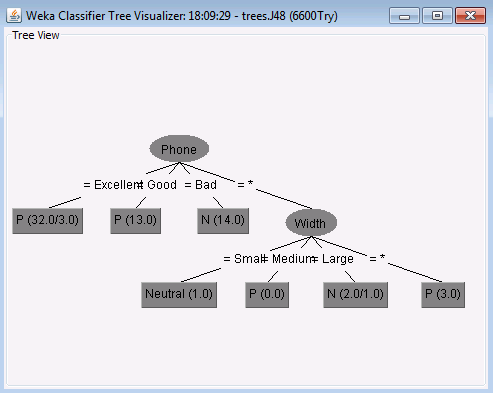 Weka Classifier Tree Visualizer: 18:09:29 - trees.J48 (6600Try)
Tree View
Phone
= Excellent = Good = Bad = *
P (32.0/3.0) P (13.0) N (14.0) Width
= Small = Medium = Large = *
Neutral (1.0) P (0.0) N (2.0/1.0) P (3.0)